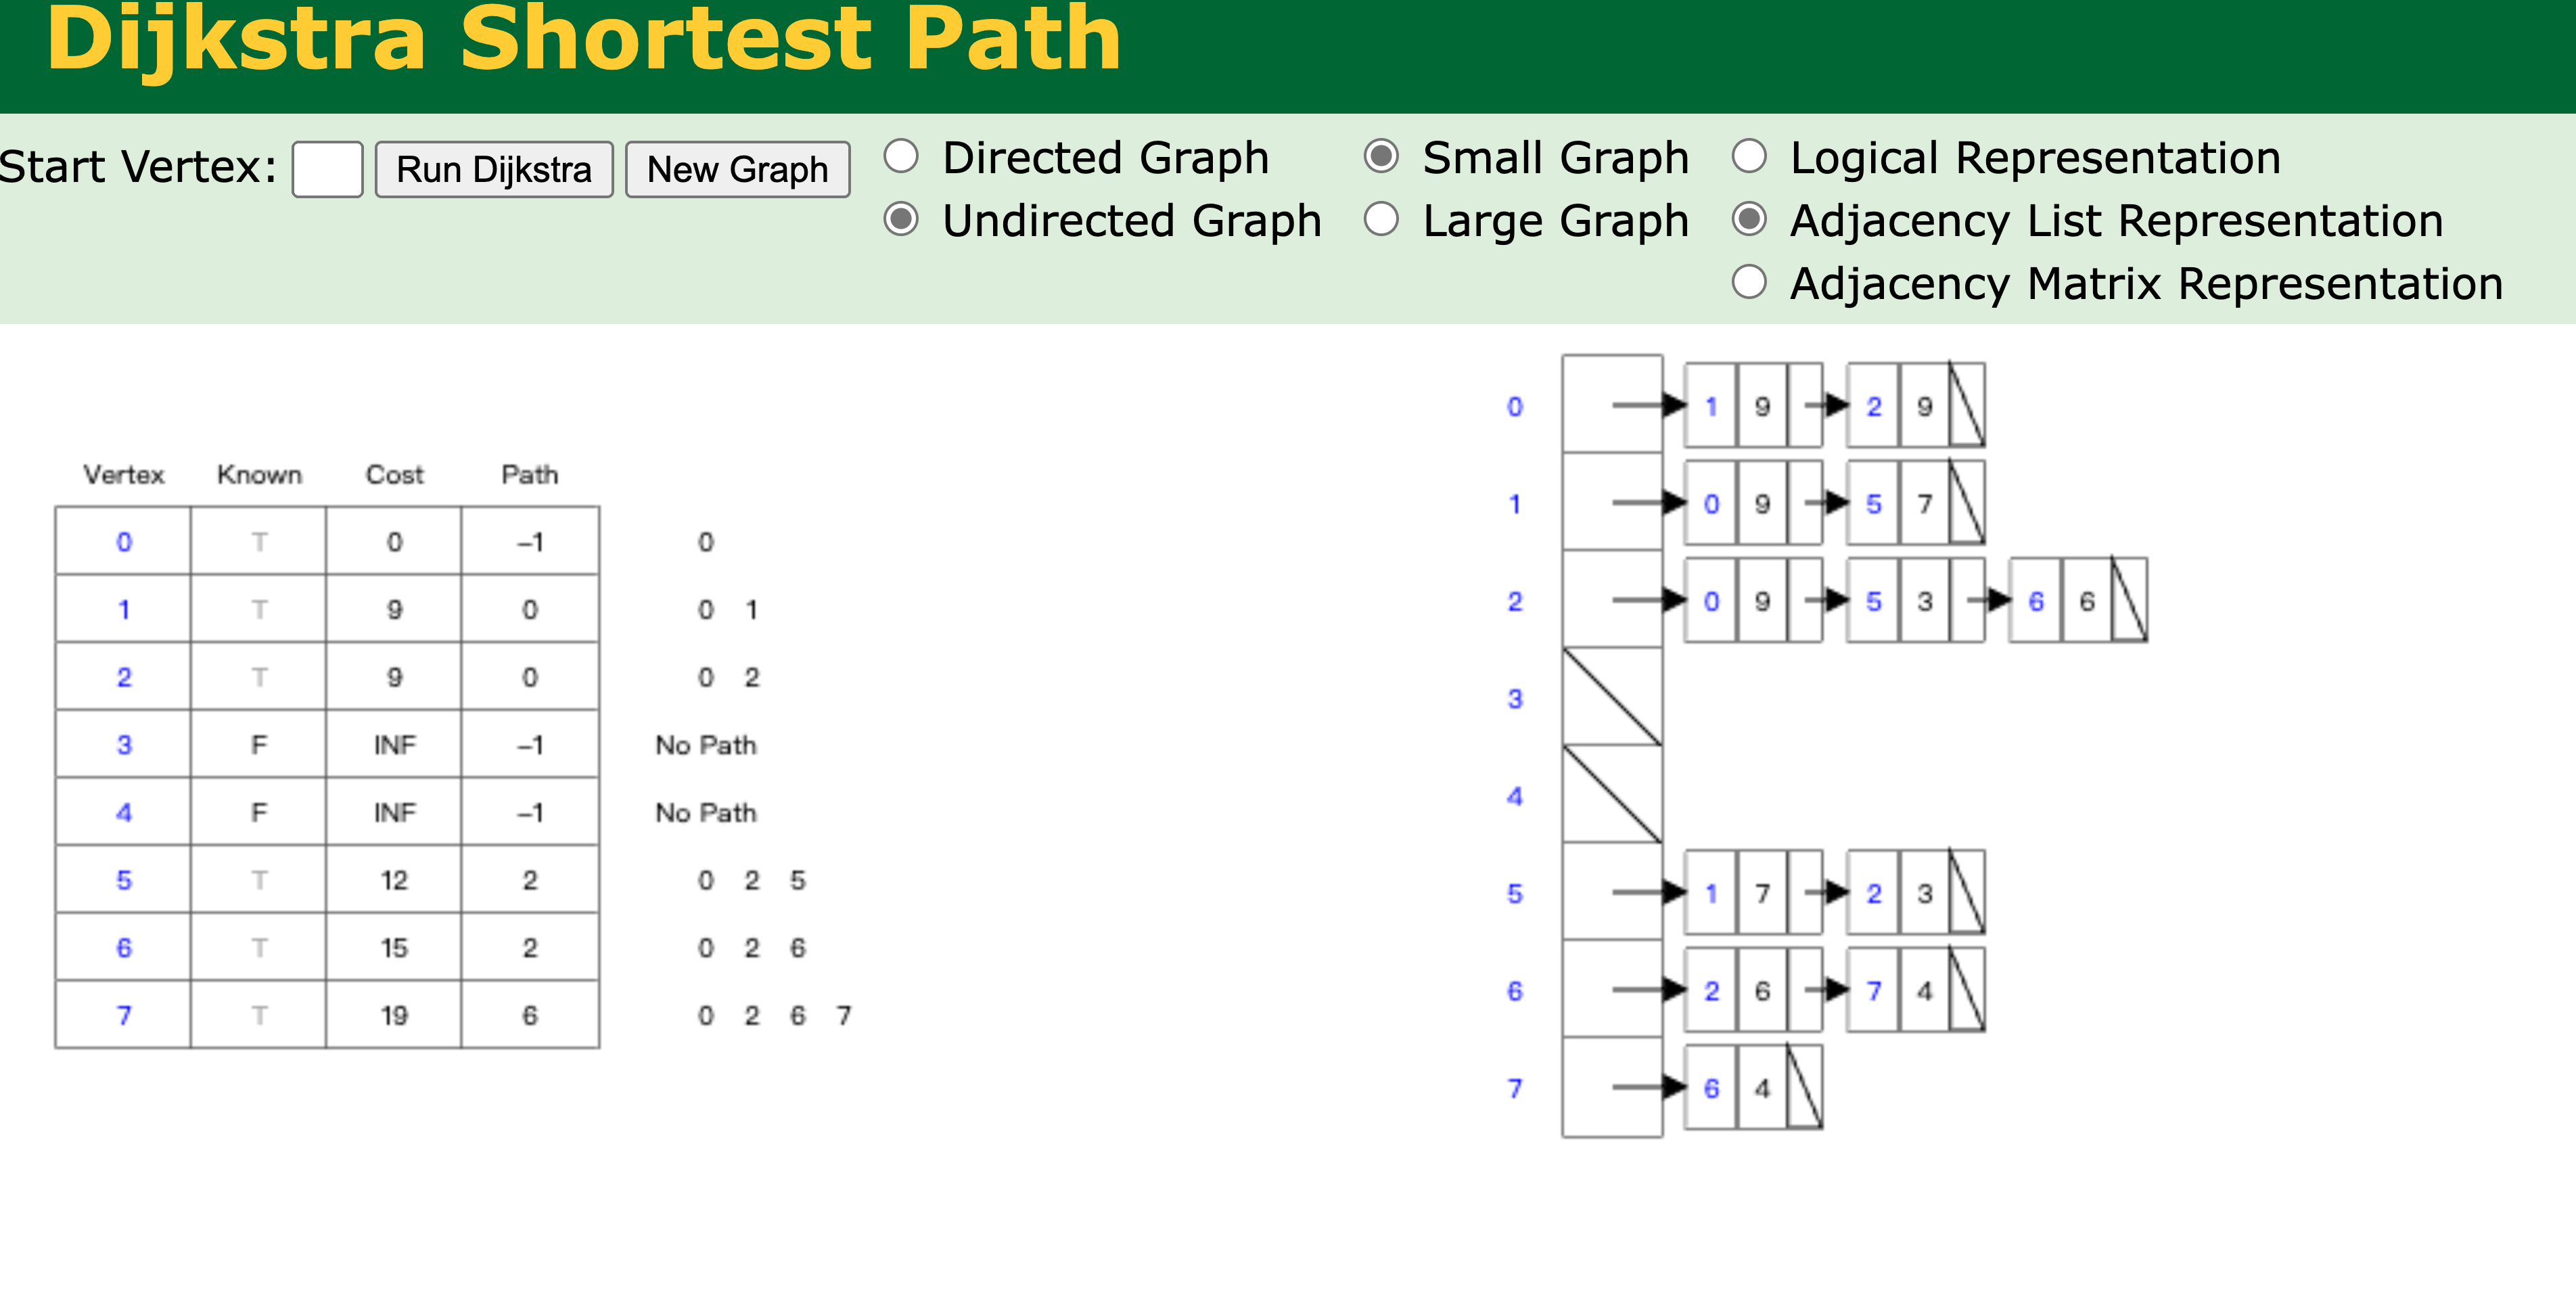 Dijkstra Shortest Path
Start Vertex: Run Dijkstra New Graph
Directed Graph
Undirected Graph
Small Graph
Large Graph
Logical Representation
Adjacency List Representation
Adjacency Matrix Representation
Vertex Known Cost Path
0 T 0 –1 0
1 T 9 0 0 1
2 T 9 0 0 2
3 F INF –1 No Path
4 F INF –1 No Path
5 T 12 2 0 2 5
6 T 15 2 0 2 6
7 T 19 6 0 2 6 7
0 1 9 2 9
1 0 9 5 7
2 0 9 5 3 6 6
3
4
5 1 7 2 3
6 2 6 7 4
7 6 4